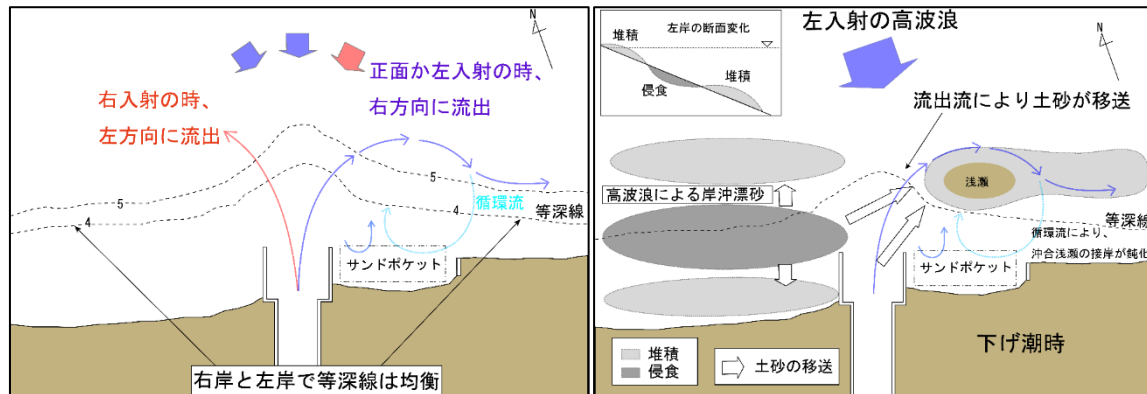 N
右入射の時、
左方向に流出
正面か左入射の時、
右方向に流出
5
5
循環流
4
4
等深線
サンドポケット
右岸と左岸で等深線は均衡
左岸の断面変化
堆積
堆積
侵食
左入射の高波浪
N
流出流により土砂が移送
高波浪による岸沖漂砂
浅瀬
等深線
循環流により、
沖合浅瀬の接岸が鈍化
サンドポケット
堆積
侵食
土砂の移送
下げ潮時